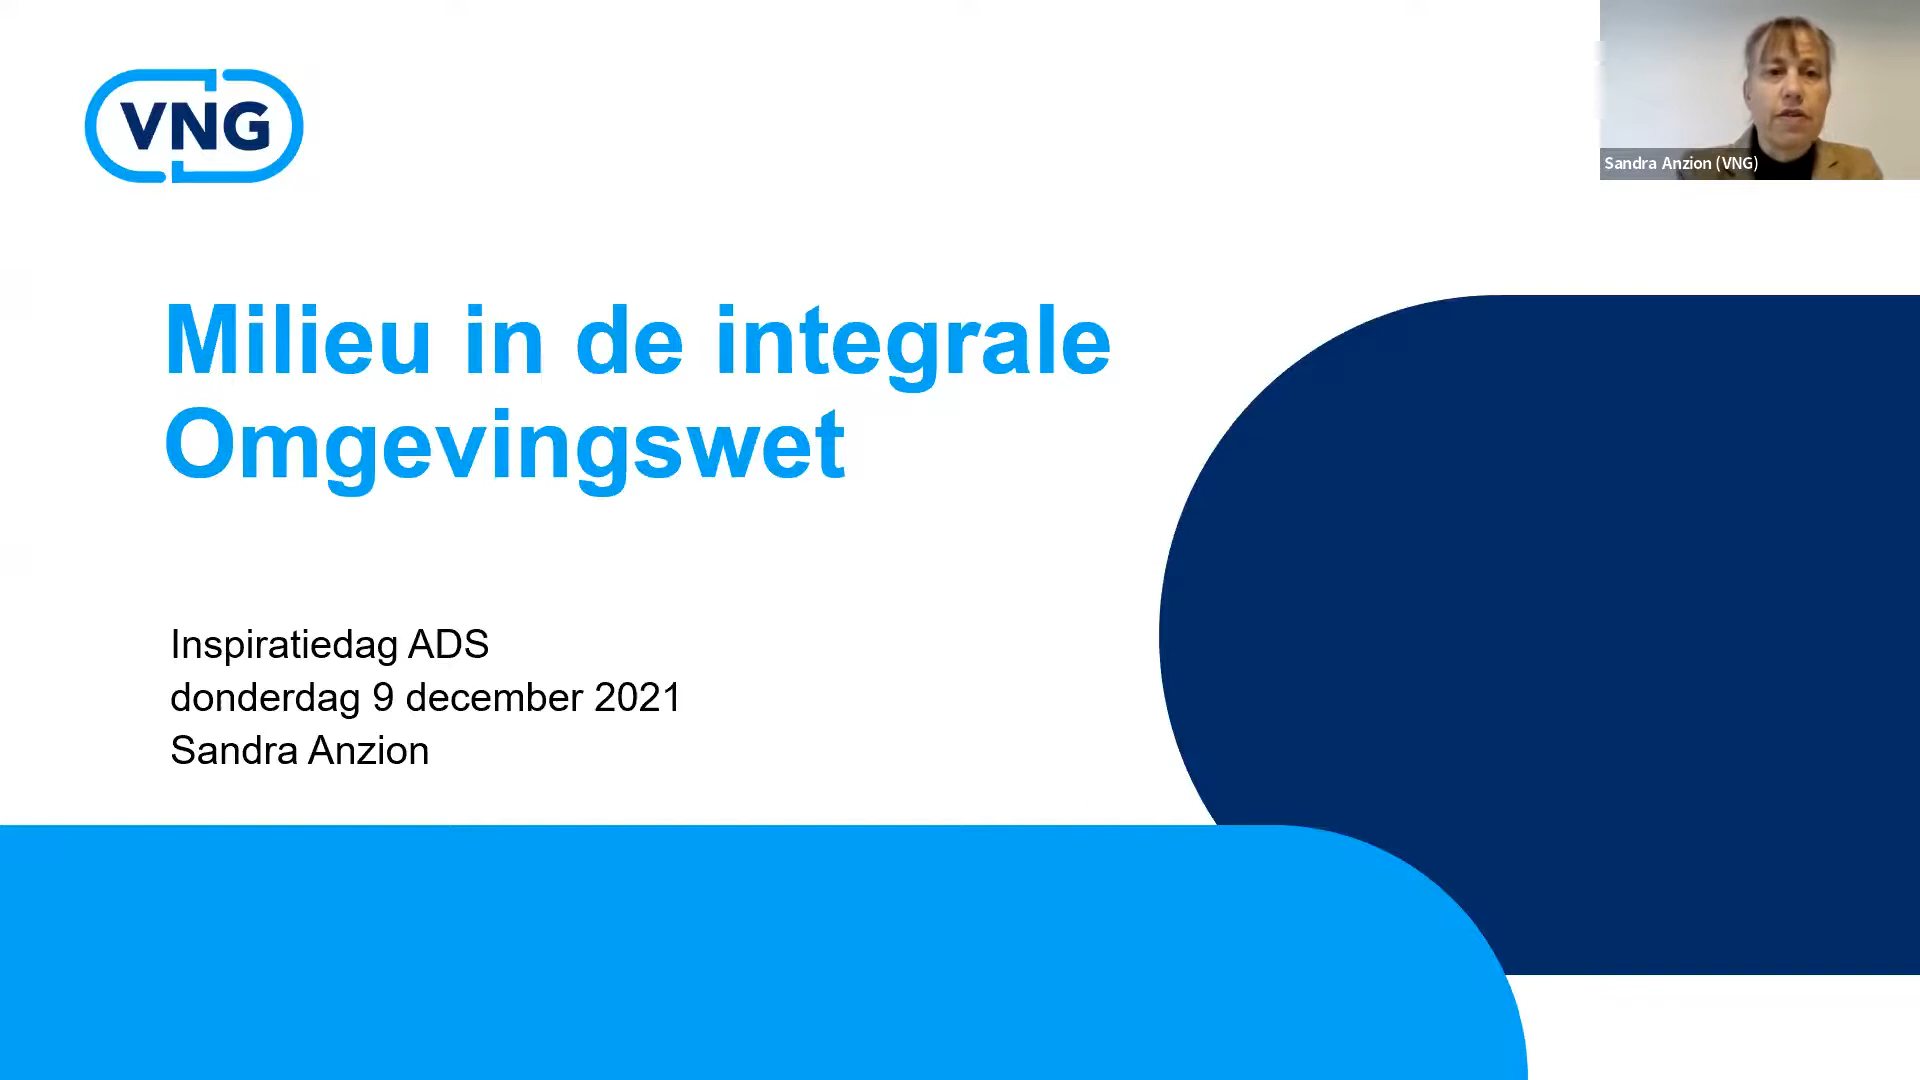 VNG
Sandra Anzion (VNG)
Milieu in de integrale
Omgevingswet
Inspiratiedag ADS
donderdag 9 december 2021
Sandra Anzion